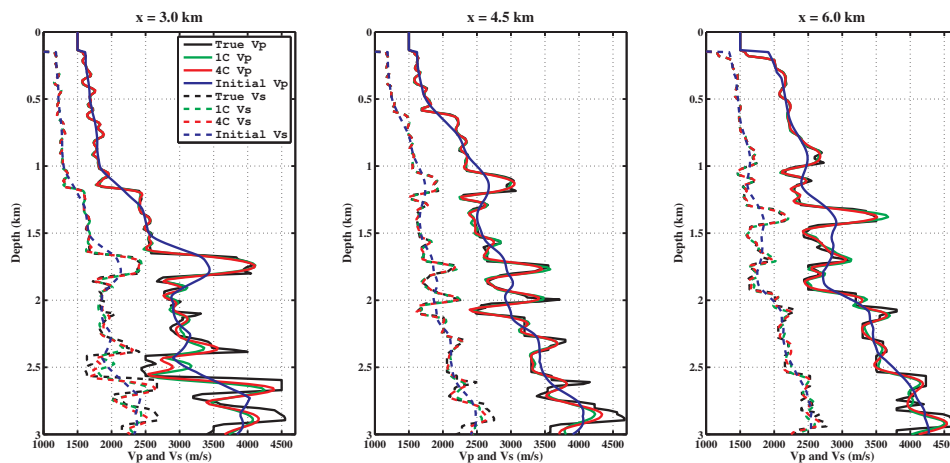 x = 3.0 km
x = 4.5 km
x = 6.0 km
0
0.5
1
1.5
2
2.5
3
Depth (km)
True Vp
1C Vp
4C Vp
Initial Vp
True Vs
1C Vs
4C Vs
Initial Vs
1000 1500 2000 2500 3000 3500 4000 4500
Vp and Vs (m/s)
0
0.5
1
1.5
2
2.5
3
Depth (km)
1000 1500 2000 2500 3000 3500 4000 4500
Vp and Vs (m/s)
0
0.5
1
1.5
2
2.5
3
Depth (km)
1000 1500 2000 2500 3000 3500 4000 4500
Vp and Vs (m/s)